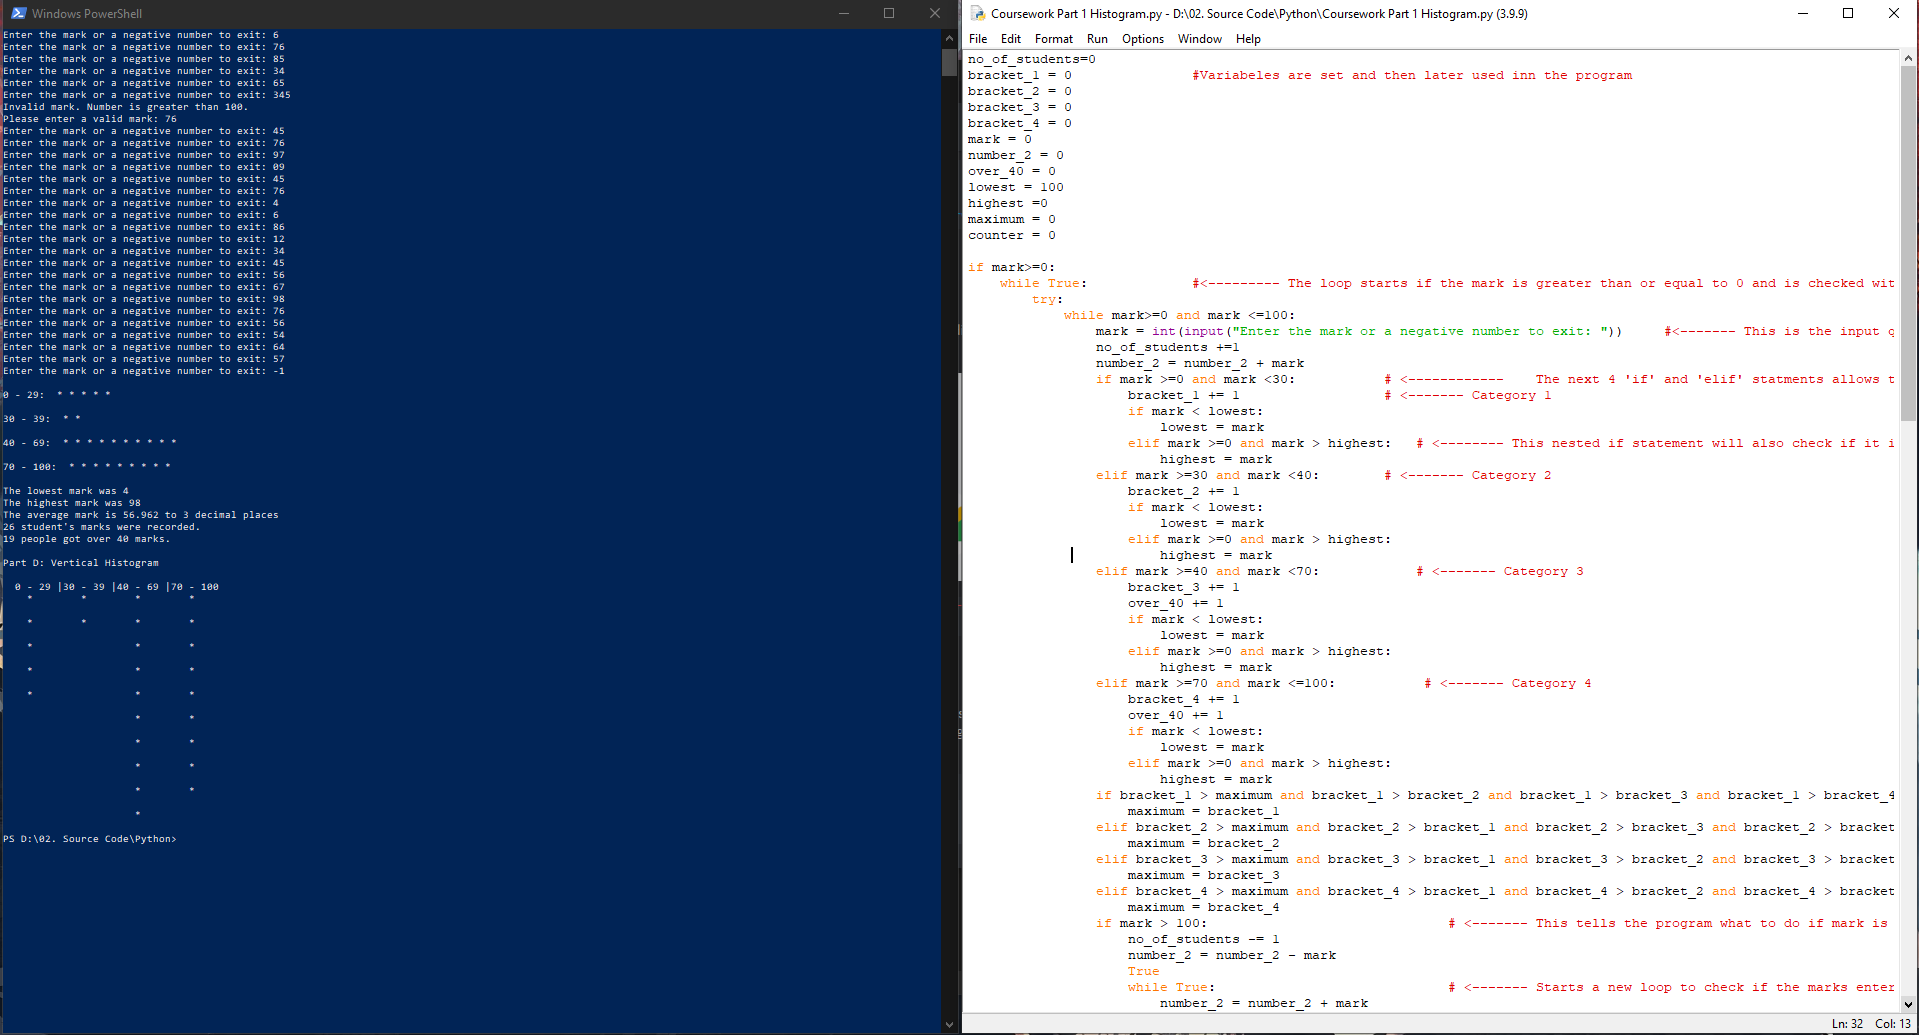 Windows PowerShell
Enter the mark or a negative number to exit: 6
Enter the mark or a negative number to exit: 76
Enter the mark or a negative number to exit: 85
Enter the mark or a negative number to exit: 34
Enter the mark or a negative number to exit: 65
Enter the mark or a negative number to exit: 345
Invalid mark. Number is greater than 100.
Please enter a valid mark: 76
Enter the mark or a negative number to exit: 45
Enter the mark or a negative number to exit: 76
Enter the mark or a negative number to exit: 97
Enter the mark or a negative number to exit: 09
Enter the mark or a negative number to exit: 45
Enter the mark or a negative number to exit: 76
Enter the mark or a negative number to exit: 4
Enter the mark or a negative number to exit: 6
Enter the mark or a negative number to exit: 86
Enter the mark or a negative number to exit: 12
Enter the mark or a negative number to exit: 34
Enter the mark or a negative number to exit: 45
Enter the mark or a negative number to exit: 56
Enter the mark or a negative number to exit: 67
Enter the mark or a negative number to exit: 98
Enter the mark or a negative number to exit: 76
Enter the mark or a negative number to exit: 56
Enter the mark or a negative number to exit: 54
Enter the mark or a negative number to exit: 64
Enter the mark or a negative number to exit: 57
Enter the mark or a negative number to exit: -1
0 - 29:  * * * * *
30 - 39:  * *
40 - 69:  * * * * * * * * * *
70 - 100:  * * * * * * * * *
The lowest mark was 4
The highest mark was 98
The average mark is 56.962 to 3 decimal places
26 student's marks were recorded.
19 people got over 40 marks.
Part D: Vertical Histogram
0 - 29 |30 - 39 |40 - 69 |70 - 100
* * * *
* * * *
* * *
* * *
* * *
* *
* *
* *
* *
*
PS D:\02. Source Code\Python>
Coursework Part 1 Histogram.py - D:\02. Source Code\Python\Coursework Part 1 Histogram.py (3.9.9)
File Edit Format Run Options Window Help
no_of_students=0
bracket_1 = 0 #Variabeles are set and then later used inn the program
bracket_2 = 0
bracket_3 = 0
bracket_4 = 0
mark = 0
number_2 = 0
over_40 = 0
lowest = 100
highest =0
maximum = 0
counter = 0
if mark>=0:
while True: #<--------- The loop starts if the mark is greater than or equal to 0 and is checked wit
try:
while mark>=0 and mark <=100:
mark = int(input("Enter the mark or a negative number to exit: ")) #<------- This is the input q
no_of_students +=1
number_2 = number_2 + mark
if mark >=0 and mark <30: # <------------ The next 4 'if' and 'elif' statments allows t
bracket_1 += 1 # <------- Category 1
if mark < lowest:
lowest = mark
elif mark >=0 and mark > highest: # <-------- This nested if statement will also check if it i
highest = mark
elif mark >=30 and mark <40: # <------- Category 2
bracket_2 += 1
if mark < lowest:
lowest = mark
elif mark >=0 and mark > highest:
highest = mark
elif mark >=40 and mark <70: # <------- Category 3
bracket_3 += 1
over_40 += 1
if mark < lowest:
lowest = mark
elif mark >=0 and mark > highest:
highest = mark
elif mark >=70 and mark <=100: # <------- Category 4
bracket_4 += 1
over_40 += 1
if mark < lowest:
lowest = mark
elif mark >=0 and mark > highest:
highest = mark
if bracket_1 > maximum and bracket_1 > bracket_2 and bracket_1 > bracket_3 and bracket_1 > bracket_4
maximum = bracket_1
elif bracket_2 > maximum and bracket_2 > bracket_1 and bracket_2 > bracket_3 and bracket_2 > bracket
maximum = bracket_2
elif bracket_3 > maximum and bracket_3 > bracket_1 and bracket_3 > bracket_2 and bracket_3 > bracket
maximum = bracket_3
elif bracket_4 > maximum and bracket_4 > bracket_1 and bracket_4 > bracket_2 and bracket_4 > bracket
maximum = bracket_4
if mark > 100: # <------- This tells the program what to do if mark is
no_of_students -= 1
number_2 = number_2 - mark
True
while True: # <------- Starts a new loop to check if the marks enter
number_2 = number_2 + mark
Ln: 32 Col: 13